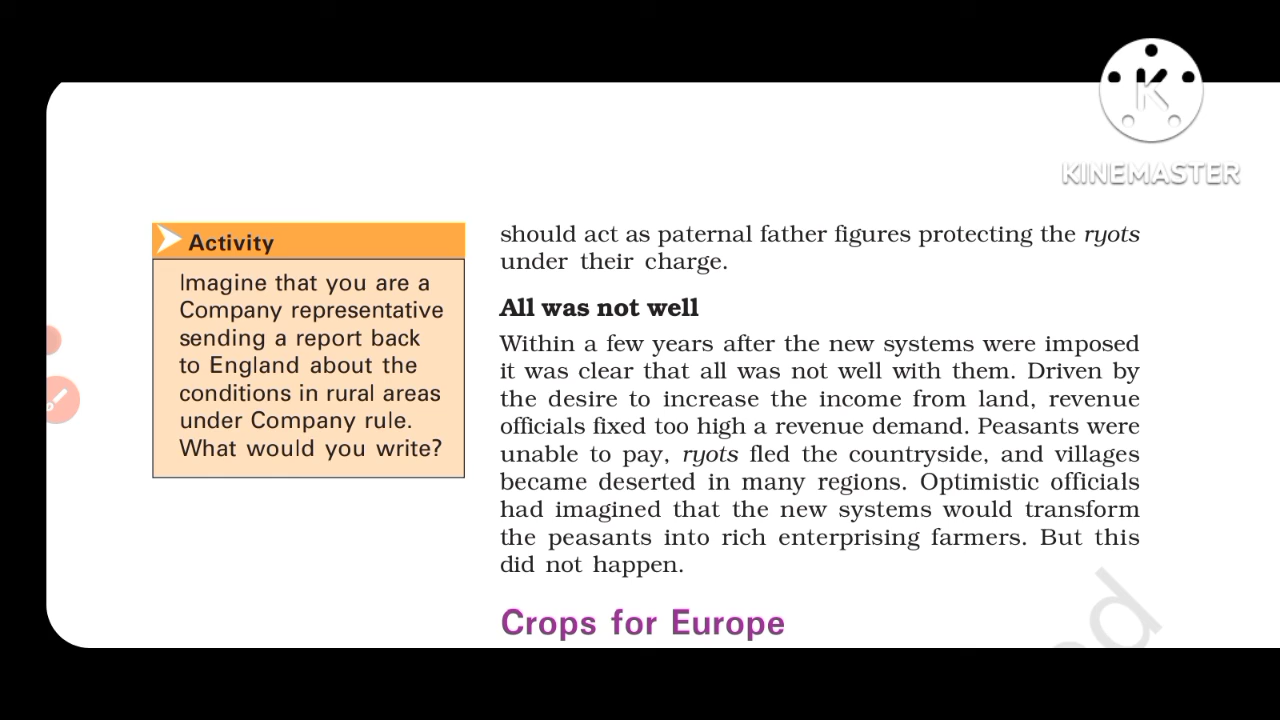 KINEMASTER
Activity
Imagine that you are a
Company representative
sending a report back
to England about the
conditions in rural areas
under Company rule.
What would you write?
should act as paternal father figures protecting the ryots
under their charge.
All was not well
Within a few years after the new systems were imposed
it was clear that all was not well with them. Driven by
the desire to increase the income from land, revenue
officials fixed too high a revenue demand. Peasants were
unable to pay, ryots fled the countryside, and villages
became deserted in many regions. Optimistic officials
had imagined that the new systems would transform
the peasants into rich enterprising farmers. But this
did not happen.
Crops for Europe